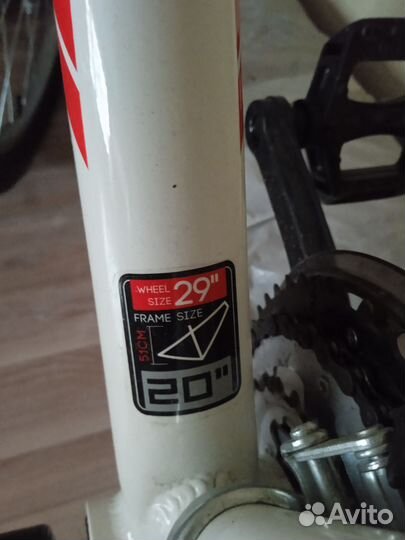 WHEEL
SIZE 29"
FRAME SIZE
51CM
20"
Avito